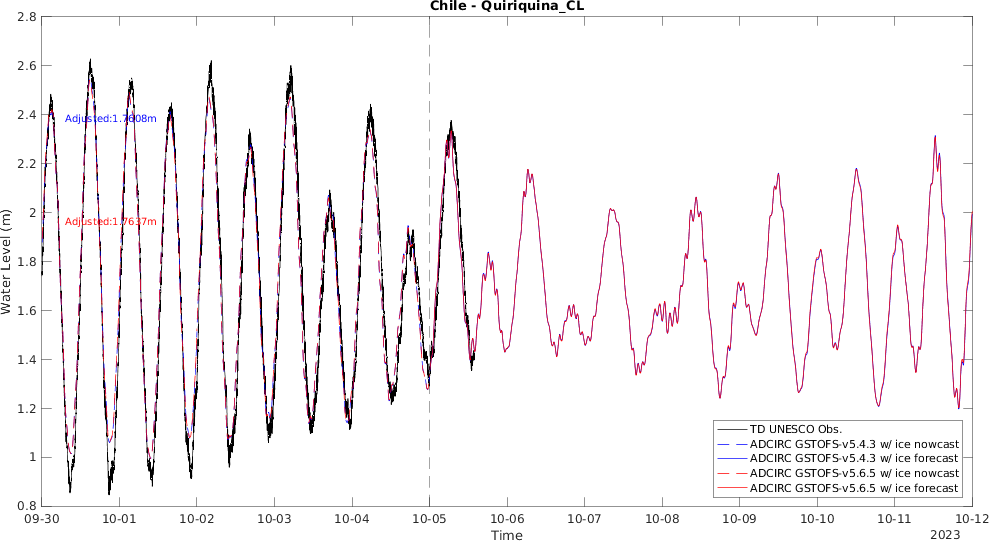 Chile - Quiriquina_CL
2.8
2.6
2.4
2.2
2
1.8
1.6
1.4
1.2
1
0.8
Water Level (m)
Adjusted:1.7608m
Adjusted:1.7637m
TD UNESCO Obs.
ADCIRC GSTOFS-v5.4.3 w/ ice nowcast
ADCIRC GSTOFS-v5.4.3 w/ ice forecast
ADCIRC GSTOFS-v5.6.5 w/ ice nowcast
ADCIRC GSTOFS-v5.6.5 w/ ice forecast
09-30 10-01 10-02 10-03 10-04 10-05 10-06 10-07 10-08 10-09 10-10 10-11 10-12
Time
2023